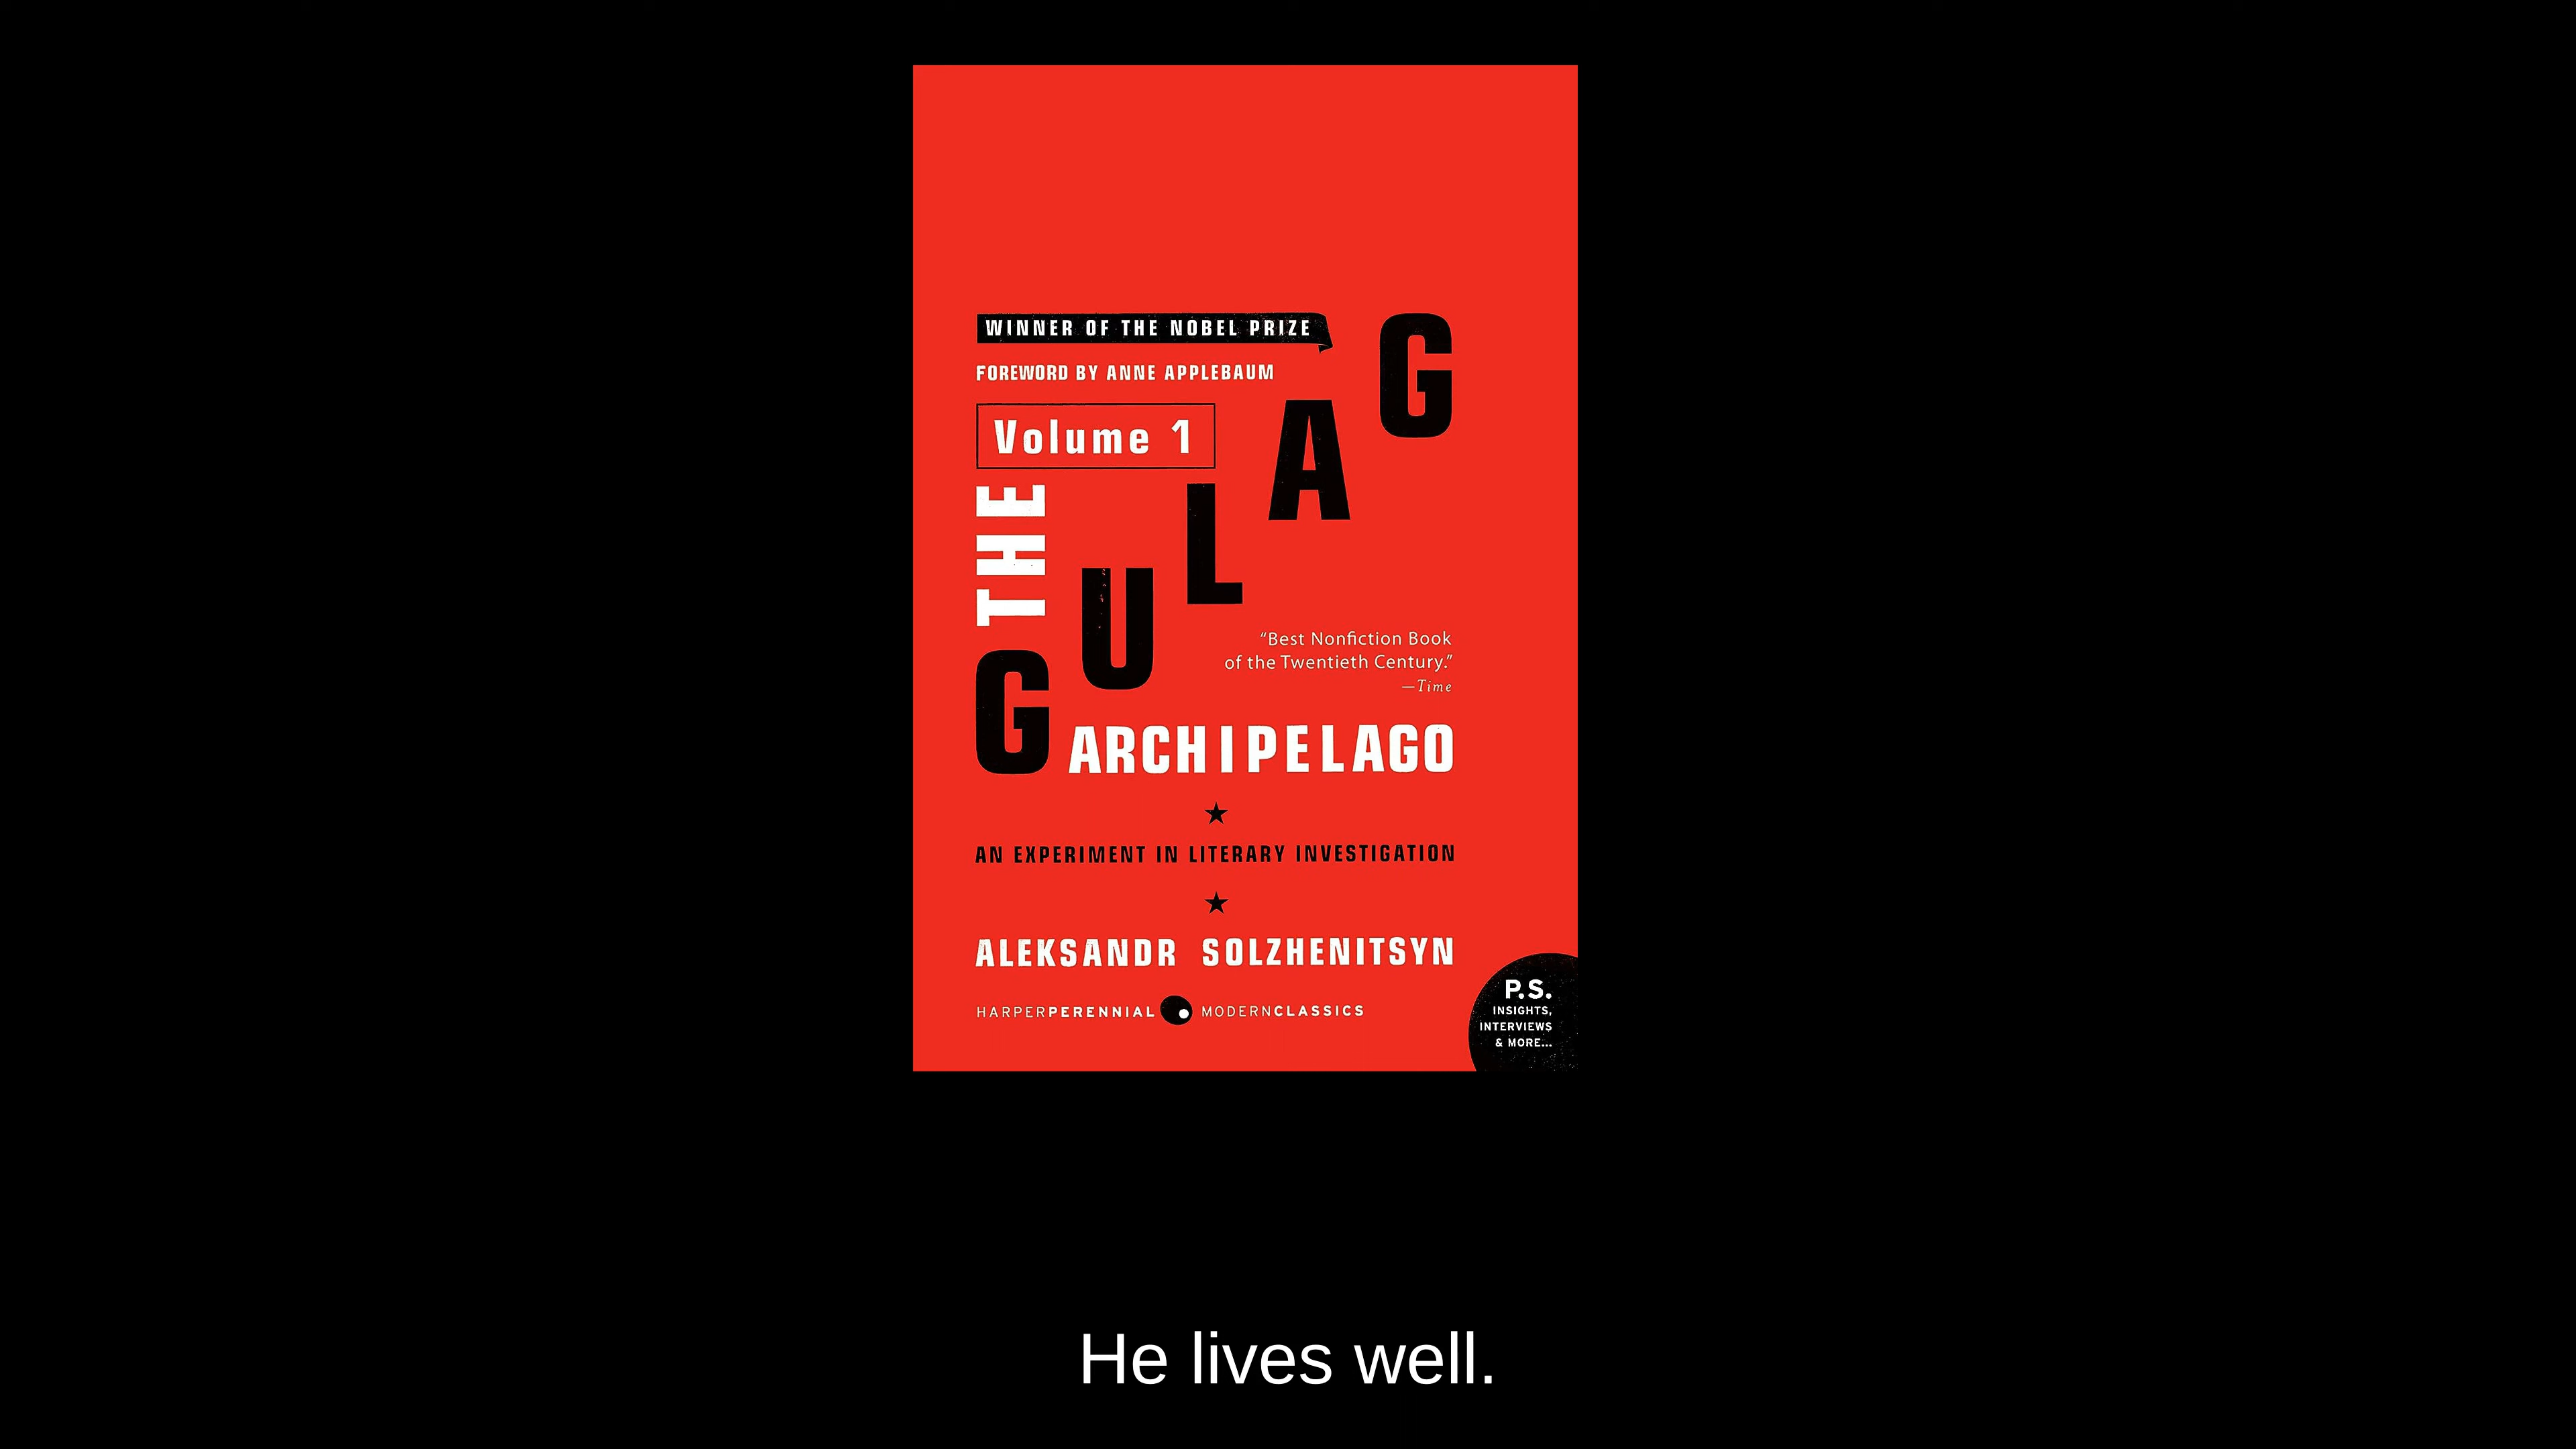 WINNER OF THE NOBEL PRIZE
FOREWORD BY ANNE APPLEBAUM
Volume 1
THE
GULAG
"Best Nonfiction Book
of the Twentieth Century."
—Time
ARCHIPELAGO
AN EXPERIMENT IN LITERARY INVESTIGATION
ALEKSANDR SOLZHENITSYN
HARPERPERENNIAL MODERNCLASSICS
P.S.
INSIGHTS,
INTERVIEWS
& MORE...
He lives well.